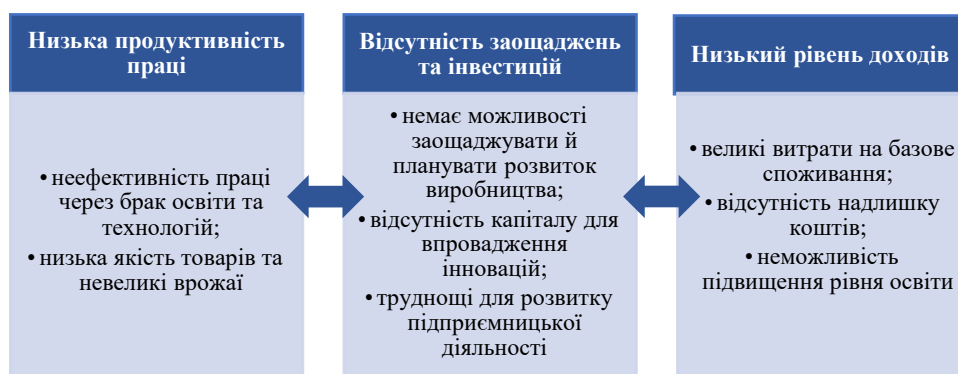 Низька продуктивність
праці
• неефективність праці
через брак освіти та
технологій;
• низька якість товарів та
невеликі врожаї
Відсутність заощаджень
та інвестицій
• немає можливості
заощаджувати й
планувати розвиток
виробництва;
• відсутність капіталу для
впровадження
інновацій;
• труднощі для розвитку
підприємницької
діяльності
Низький рівень доходів
• великі витрати на базове
споживання;
• відсутність надлишку
коштів;
• неможливість
підвищення рівня освіти